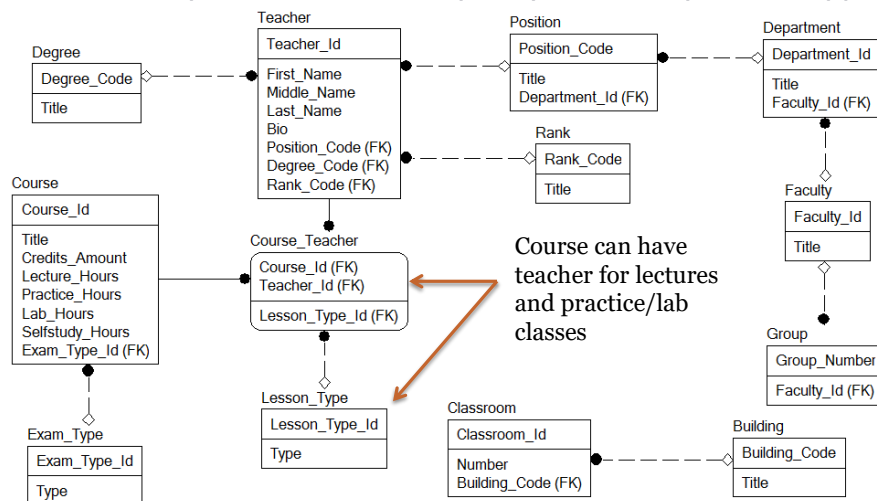 Teacher
Teacher_Id
First_Name
Middle_Name
Last_Name
Bio
Position_Code (FK)
Degree_Code (FK)
Rank_Code (FK)
Degree
Degree_Code
Title
Position
Position_Code
Title
Department_Id (FK)
Department
Department_Id
Title
Faculty_Id (FK)
Rank
Rank_Code
Title
Faculty
Faculty_Id
Title
Course
Course_Id
Title
Credits_Amount
Lecture_Hours
Practice_Hours
Lab_Hours
Selfstudy_Hours
Exam_Type_Id (FK)
Course_Teacher
Course_Id (FK)
Teacher_Id (FK)
Lesson_Type_Id (FK)
Course can have
teacher for lectures
and practice/lab
classes
Group
Group_Number
Faculty_Id (FK)
Lesson_Type
Lesson_Type_Id
Type
Classroom
Classroom_Id
Number
Building_Code (FK)
Building
Building_Code
Title
Exam_Type
Exam_Type_Id
Type